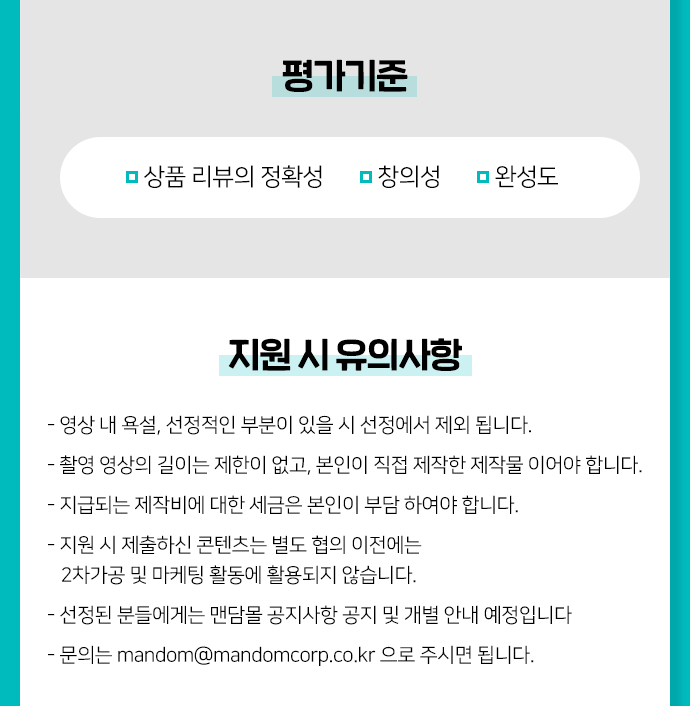 평가기준
상품 리뷰의 정확성 창의성 완성도
지원 시 유의사항
- 영상 내 욕설, 선정적인 부분이 있을 시 선정에서 제외 됩니다.
- 촬영 영상의 길이는 제한이 없고, 본인이 직접 제작한 제작물 이어야 합니다.
- 지급되는 제작비에 대한 세금은 본인이 부담 하여야 합니다.
- 지원 시 제출하신 콘텐츠는 별도 협의 이전에는
2차가공 및 마케팅 활동에 활용되지 않습니다.
- 선정된 분들에게는 맨담몰 공지사항 공지 및 개별 안내 예정입니다
- 문의는 mandom@mandomcorp.co.kr 으로 주시면 됩니다.